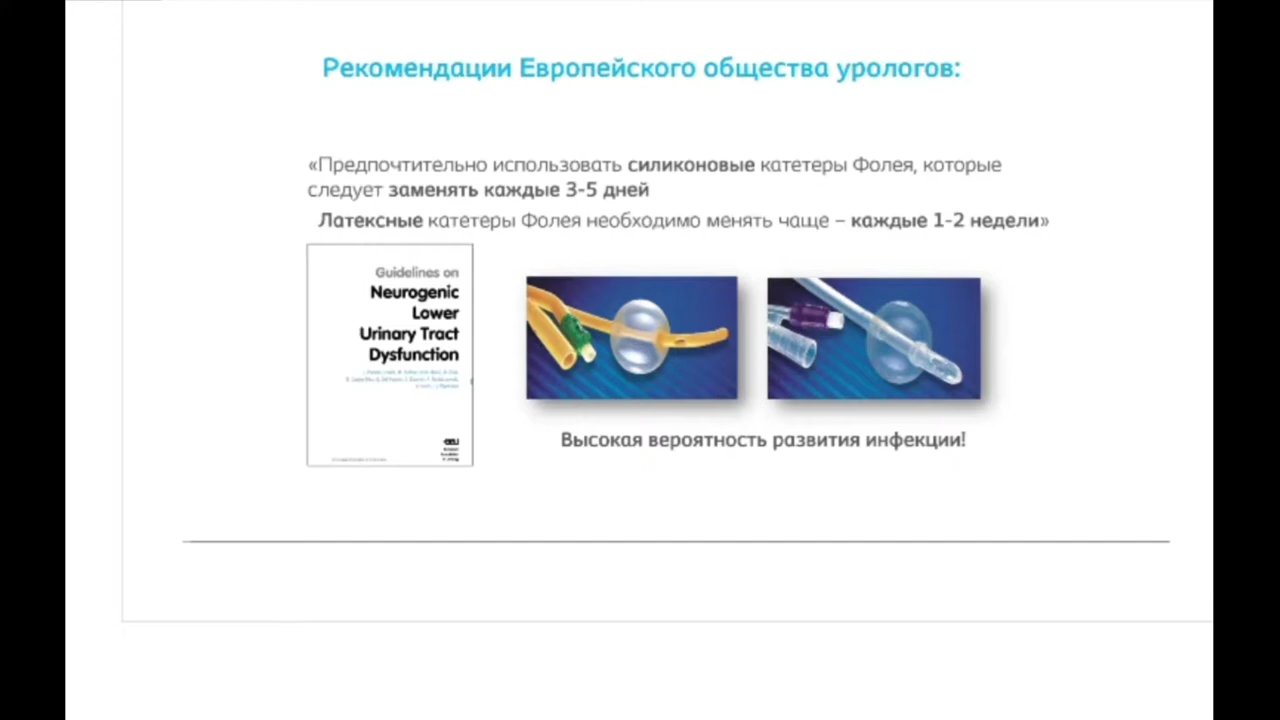 Рекомендации Европейского общества урологов:
«Предпочтительно использовать силиконовые катетеры Фолея, которые
следует заменять каждые 3-5 дней
Латексные катетеры Фолея необходимо менять чаще – каждые 1-2 недели»
Guidelines on
Neurogenic
Lower
Urinary Tract
Dysfunction
Высокая вероятность развития инфекции!